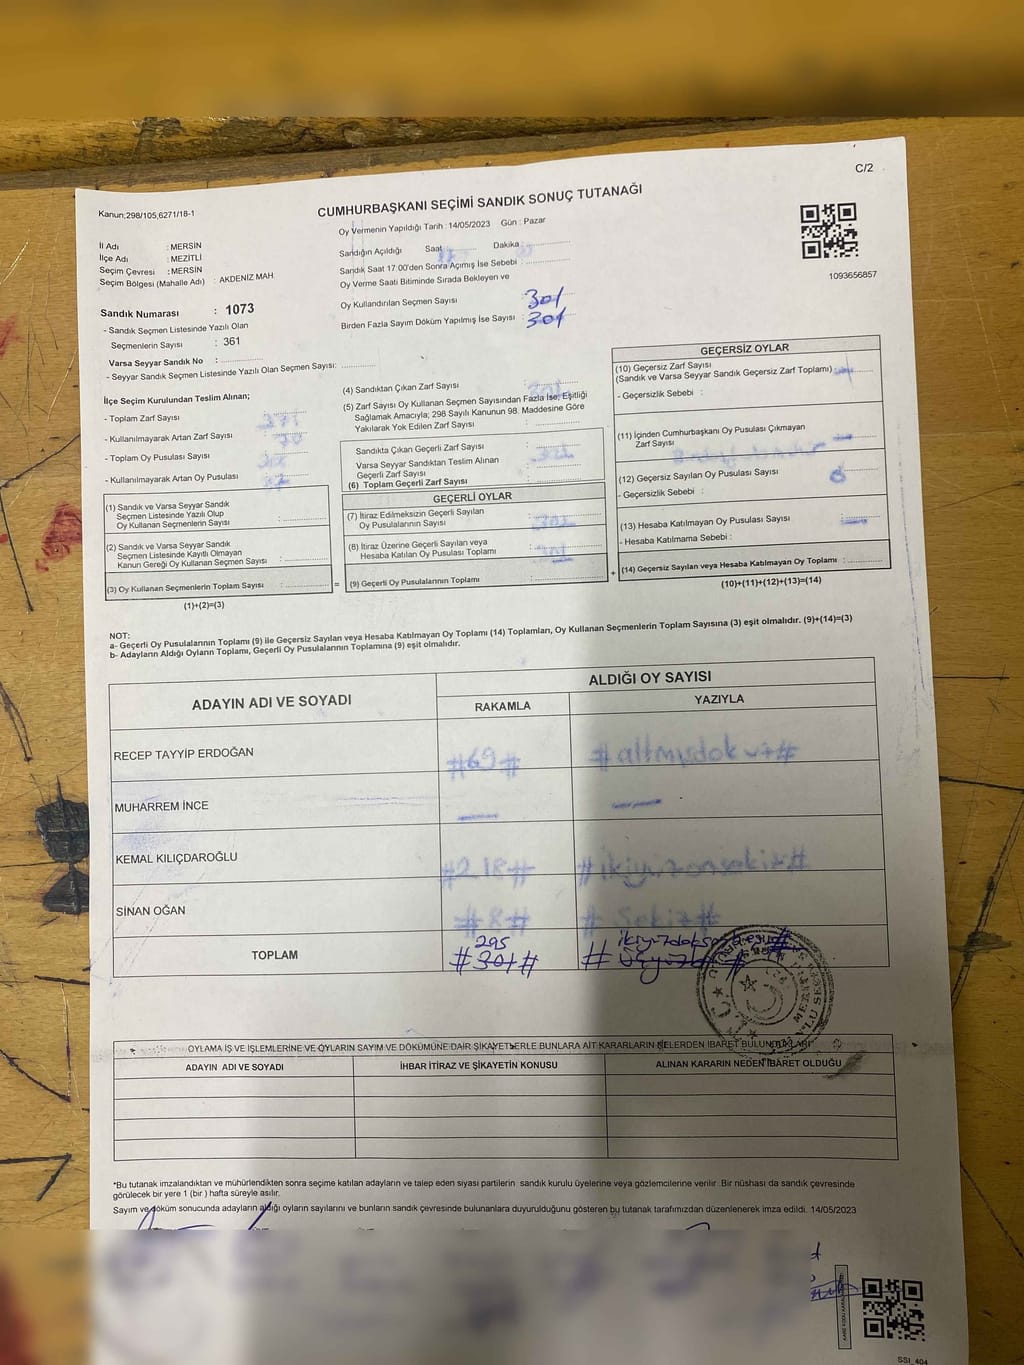 C/2
Kanun;298/105,6271/18-1
CUMHURBAŞKANI SEÇİMİ SANDIK SONUÇ TUTANAĞI
Oy Vermenin Yapıldığı Tarih : 14/05/2023 Gün : Pazar
İl Adı : MERSİN
İlçe Adı : MEZİTLİ
Seçim Çevresi : MERSİN
Seçim Bölgesi (Mahalle Adı) : AKDENİZ MAH.
Sandığın Açıldığı Saat Dakika
Sandık Saat 17:00'den Sonra Açımış İse Sebebi :
Oy Verme Saati Bitiminde Sırada Bekleyen ve
Oy Kullandırılan Seçmen Sayısı 301
Birden Fazla Sayım Döküm Yapılmış İse Sayısı : 301
1093656857
Sandık Numarası : 1073
- Sandık Seçmen Listesinde Yazılı Olan
Seçmenlerin Sayısı : 361
Varsa Seyyar Sandık No :
- Seyyar Sandık Seçmen Listesinde Yazılı Olan Seçmen Sayısı:
İlçe Seçim Kurulundan Teslim Alınan;
- Toplam Zarf Sayısı
- Kullanılmayarak Artan Zarf Sayısı
- Toplam Oy Pusulası Sayısı
- Kullanılmayarak Artan Oy Pusulası
(1) Sandık ve Varsa Seyyar Sandık
Seçmen Listesinde Yazılı Olup
Oy Kullanan Seçmenlerin Sayısı
(2) Sandık ve Varsa Seyyar Sandık
Seçmen Listesinde Kayıtlı Olmayan
Kanun Gereği Oy Kullanan Seçmen Sayısı :
(3) Oy Kullanan Seçmenlerin Toplam Sayısı : =
(1)+(2)=(3)
(4) Sandıktan Çıkan Zarf Sayısı
(5) Zarf Sayısı Oy Kullanan Seçmen Sayısından Fazla İse; Eşitliği
Sağlamak Amacıyla; 298 Sayılı Kanunun 98. Maddesine Göre
Yakılarak Yok Edilen Zarf Sayısı
Sandıkta Çıkan Geçerli Zarf Sayısı
Varsa Seyyar Sandıktan Teslim Alınan
Geçerli Zarf Sayısı
(6) Toplam Geçerli Zarf Sayısı
GEÇERLİ OYLAR
(7) İtiraz Edilmeksizin Geçerli Sayılan
Oy Pusulalarının Sayısı
(8) İtiraz Üzerine Geçerli Sayılan veya
Hesaba Katılan Oy Pusulası Toplamı
(9) Geçerli Oy Pusulalarının Toplamı +
GEÇERSİZ OYLAR
(10) Geçersiz Zarf Sayısı
(Sandık ve Varsa Seyyar Sandık Geçersiz Zarf Toplamı)
- Geçersizlik Sebebi :
(11) İçinden Cumhurbaşkanı Oy Pusulası Çıkmayan
Zarf Sayısı
(12) Geçersiz Sayılan Oy Pusulası Sayısı
- Geçersizlik Sebebi :
(13) Hesaba Katılmayan Oy Pusulası Sayısı
- Hesaba Katılmama Sebebi :
(14) Geçersiz Sayılan veya Hesaba Katılmayan Oy Toplamı :
(10)+(11)+(12)+(13)=(14)
NOT:
a- Geçerli Oy Pusulalarının Toplamı (9) ile Geçersiz Sayılan veya Hesaba Katılmayan Oy Toplamı (14) Toplamları, Oy Kullanan Seçmenlerin Toplam Sayısına (3) eşit olmalıdır. (9)+(14)=(3)
b- Adayların Aldığı Oyların Toplamı, Geçerli Oy Pusulalarının Toplamına (9) eşit olmalıdır.
ADAYIN ADI VE SOYADI
ALDIĞI OY SAYISI
RAKAMLA
YAZIYLA
RECEP TAYYİP ERDOĞAN #69# #altmışdokuz#
MUHARREM İNCE
KEMAL KILIÇDAROĞLU #218# #ikiyüzonsekiz#
SİNAN OĞAN #8# #Sekiz#
295
TOPLAM #301#
OYLAMA İŞ VE İŞLEMLERİNE VE OYLARIN SAYIM VE DÖKÜMÜNE DAİR ŞİKAYETLERLE BUNLARA AİT KARARLARIN NELERDEN İBARET BULUNDUKLARI
ADAYIN ADI VE SOYADI
İHBAR İTİRAZ VE ŞİKAYETİN KONUSU
ALINAN KARARIN NEDEN İBARET OLDUĞU
*Bu tutanak imzalandıktan ve mühürlendikten sonra seçime katılan adayların ve talep eden siyasi partilerin sandık kurulu üyelerine veya gözlemcilerine verilir .Bir nüshası da sandık çevresinde
görülecek bir yere 1 (bir ) hafta süreyle asılır.
Sayım ve döküm sonucunda adayların aldığı oyların sayılarını ve bunların sandık çevresinde bulunanlara duyurulduğunu gösteren bu tutanak tarafımızdan düzenlenerek imza edildi. 14/05/2023
SSI_404